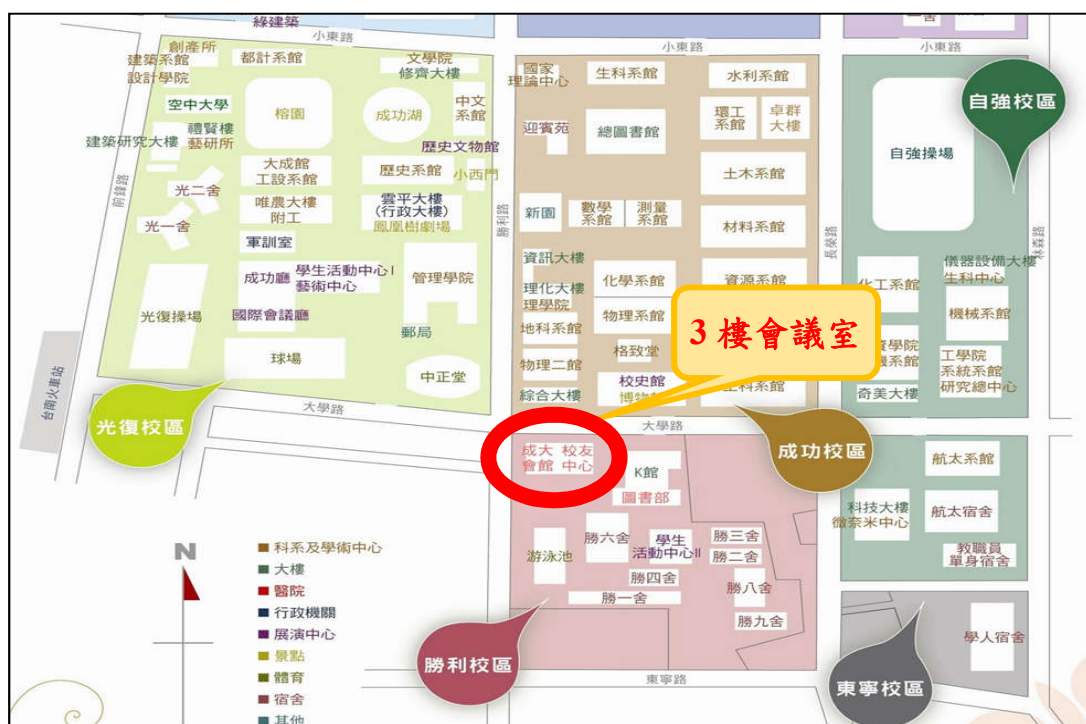 綠建築
小東路
小東路
小東路
創產所
建築系館
設計學院
都計系館
文學院
修齊大樓
空中大學
榕園
成功湖
中文
系館
建築研究大樓
禮賢樓
藝研所
歷史文物館
大成館
工設系館
歷史系館
小西門
光二舍
唯農大樓
附工
雲平大樓
(行政大樓)
鳳凰樹劇場
光一舍
軍訓室
成功廳
學生活動中心I
藝術中心
管理學院
光復操場
國際會議廳
郵局
球場
中正堂
前鋒路
勝利路
台南火車站
光復校區
大學路
國家
理論中心
生科系館
水利系館
迎賓苑
總圖書館
環工
系館
卓群
大樓
土木系館
新園
數學
系館
測量
系館
材料系館
資訊大樓
化學系館
資源系館
理化大樓
理學院
地科系館
物理系館
3樓會議室
物理二館
格致堂
綜合大樓
校史館
博物館
長榮路
大學路
成功校區
自強校區
自強操場
林森路
儀器設備大樓
生科中心
化工系館
機械系館
工學院
系統系館
研究總中心
奇美大樓
成大 校友
會館 中心
K館
圖書部
游泳池
勝六舍
學生
活動中心II
勝三舍
勝二舍
勝四舍
勝八舍
勝一舍
勝九舍
勝利校區
東寧路
航太系館
科技大樓
微奈米中心
航太宿舍
教職員
單身宿舍
學人宿舍
東寧校區
N
科系及學術中心
大樓
醫院
行政機關
展演中心
景點
體育
宿舍
其他